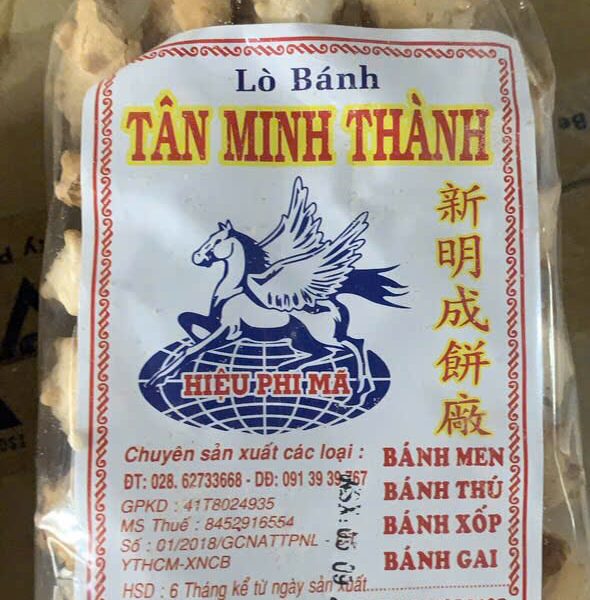 Lò Bánh
TÂN MINH THÀNH
新明成餅廠
HIỆU PHI MÃ
Chuyên sản xuất các loại :
BÁNH MEN
BÁNH THÚ
BÁNH XỐP
BÁNH GAI
ĐT: 028. 62733668 - DĐ: 091 39 39
GPKD : 41T8024935
MS Thuế : 8452916554
Số : 01/2018/GCNATTPNL -
YTHCM-XNCB
HSD : 6 Tháng kể từ ngày sản xuất
NSX: